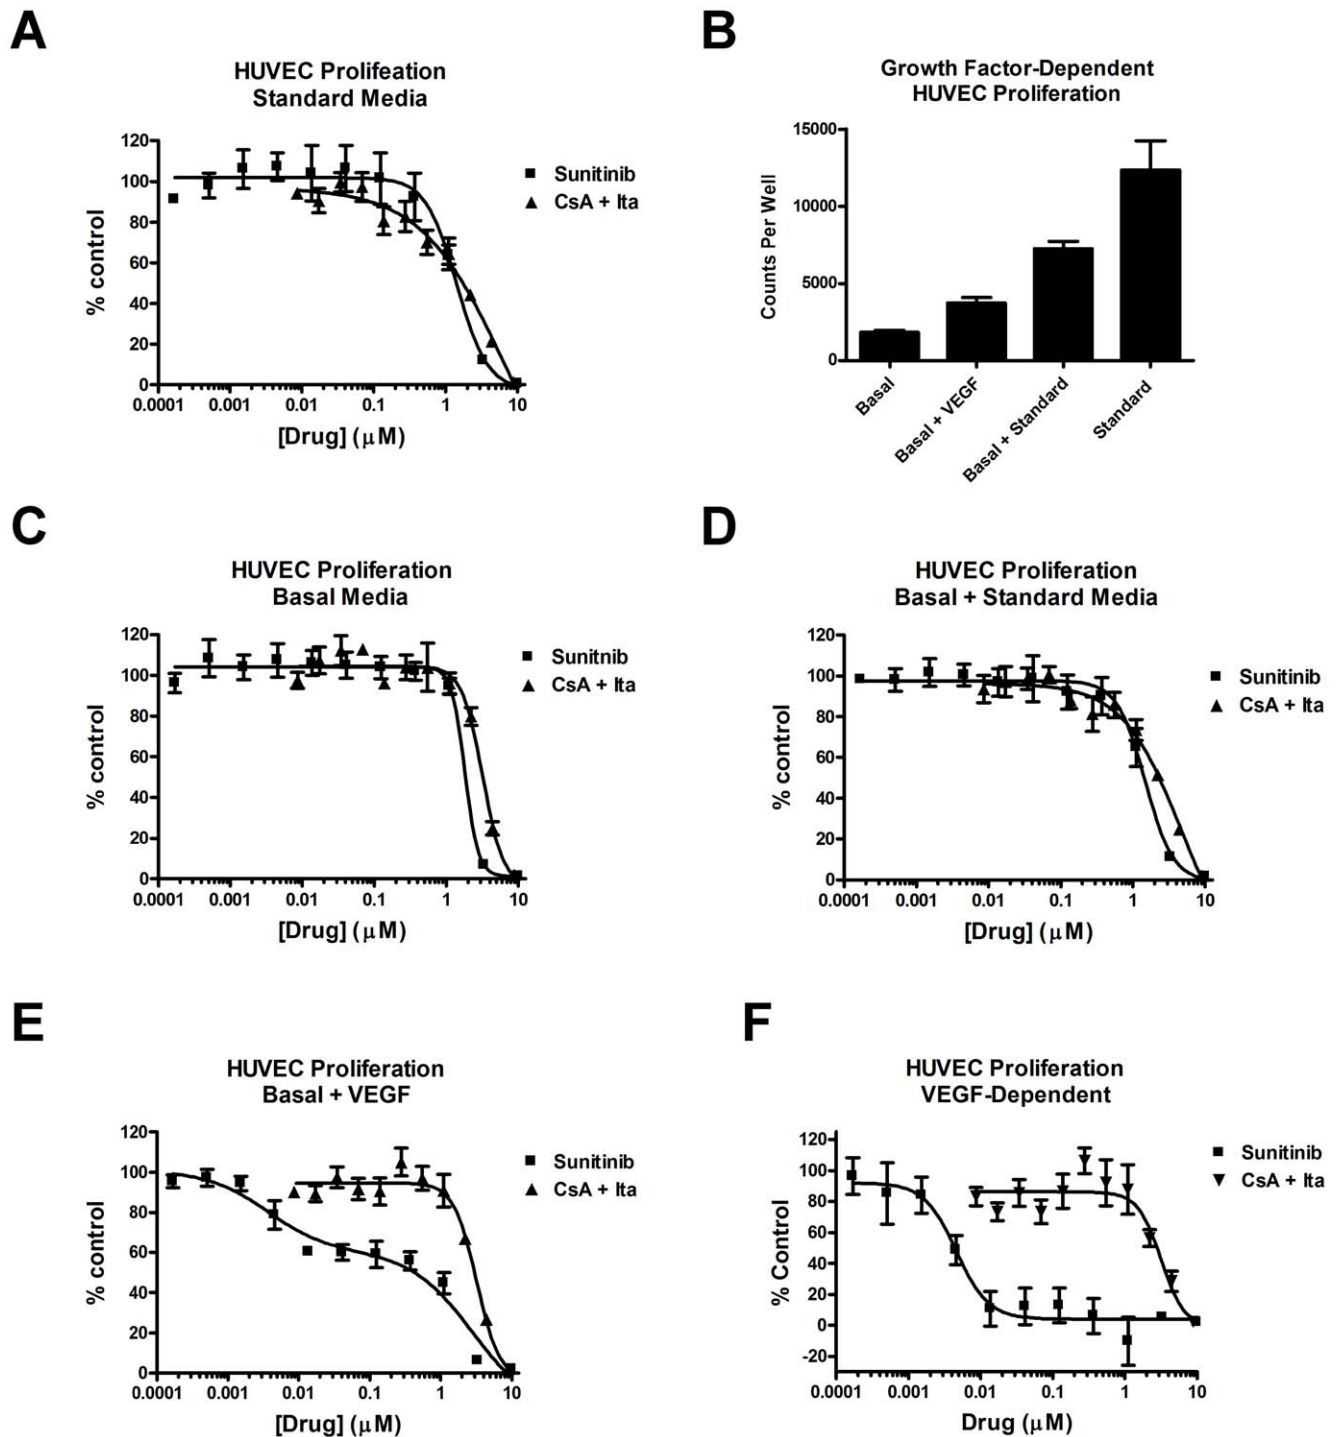 A
HUVEC Prolifeation
Standard Media
120
100
80
60
40
20
0
% control
0.0001 0.001 0.01 0.1 1 10
[Drug] (μM)
Sunitinib
CsA + Ita
B
Growth Factor-Dependent
HUVEC Proliferation
15000
10000
5000
0
Counts Per Well
Basal
Basal + VEGF
Basal + Standard
Standard
C
HUVEC Proliferation
Basal Media
120
100
80
60
40
20
0
% control
0.0001 0.001 0.01 0.1 1 10
[Drug] (μM)
Sunitnib
CsA + Ita
D
HUVEC Proliferation
Basal + Standard Media
120
100
80
60
40
20
0
% control
0.0001 0.001 0.01 0.1 1 10
[Drug] (μM)
Sunitinib
CsA + Ita
E
HUVEC Proliferation
Basal + VEGF
120
100
80
60
40
20
0
% control
0.0001 0.001 0.01 0.1 1 10
[Drug] (μM)
Sunitinib
CsA + Ita
F
HUVEC Proliferation
VEGF-Dependent
120
100
80
60
40
20
0
-20
% Control
0.0001 0.001 0.01 0.1 1 10
Drug (μM)
Sunitinib
CsA + Ita